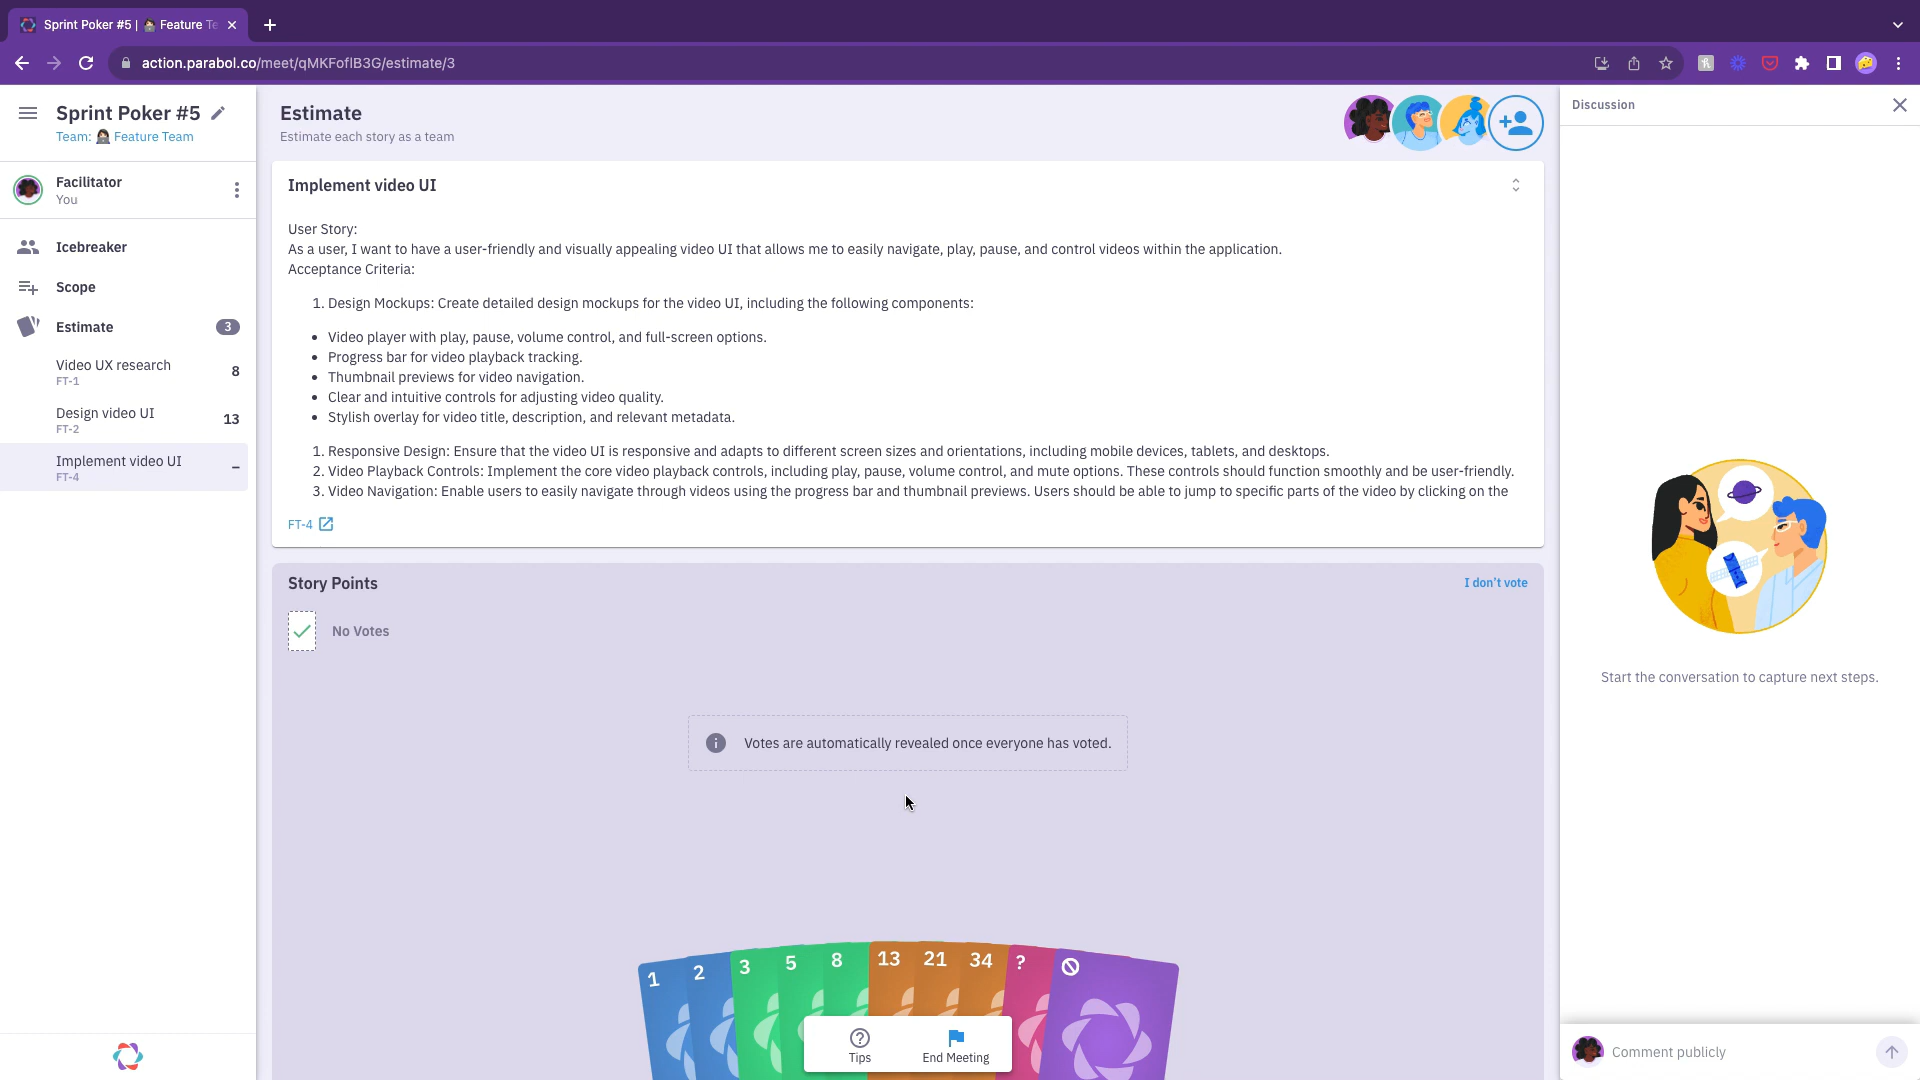 Sprint Poker #5 | Feature Te
action.parabol.co/meet/qMKFofIB3G/estimate/3
Sprint Poker #5
Team: Feature Team
Facilitator
You
Icebreaker
Scope
Estimate
3
Video UX research
8
FT-1
Design video UI
13
FT-2
Implement video UI
–
FT-4
Estimate
Estimate each story as a team
Implement video UI
User Story:
As a user, I want to have a user-friendly and visually appealing video UI that allows me to easily navigate, play, pause, and control videos within the application.
Acceptance Criteria:
1. Design Mockups: Create detailed design mockups for the video UI, including the following components:
• Video player with play, pause, volume control, and full-screen options.
• Progress bar for video playback tracking.
• Thumbnail previews for video navigation.
• Clear and intuitive controls for adjusting video quality.
• Stylish overlay for video title, description, and relevant metadata.
1. Responsive Design: Ensure that the video UI is responsive and adapts to different screen sizes and orientations, including mobile devices, tablets, and desktops.
2. Video Playback Controls: Implement the core video playback controls, including play, pause, volume control, and mute options. These controls should function smoothly and be user-friendly.
3. Video Navigation: Enable users to easily navigate through videos using the progress bar and thumbnail previews. Users should be able to jump to specific parts of the video by clicking on the
FT-4
Story Points
I don't vote
No Votes
Votes are automatically revealed once everyone has voted.
1 2 3 5 8 13 21 34 ?
Tips
End Meeting
Discussion
Start the conversation to capture next steps.
Comment publicly